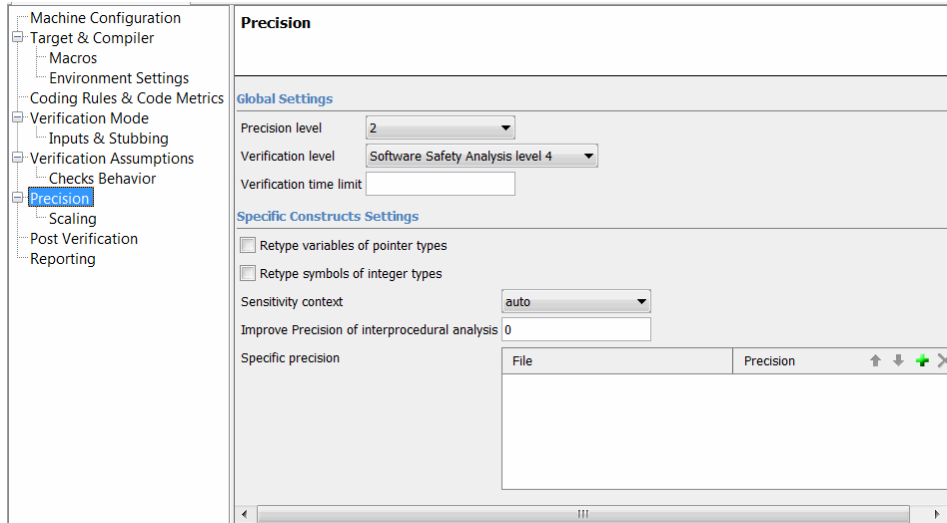 Machine Configuration
Target & Compiler
Macros
Environment Settings
Coding Rules & Code Metrics
Verification Mode
Inputs & Stubbing
Verification Assumptions
Checks Behavior
Precision
Scaling
Post Verification
Reporting
Precision
Global Settings
Precision level 2
Verification level Software Safety Analysis level 4
Verification time limit
Specific Constructs Settings
Retype variables of pointer types
Retype symbols of integer types
Sensitivity context auto
Improve Precision of interprocedural analysis 0
Specific precision File Precision